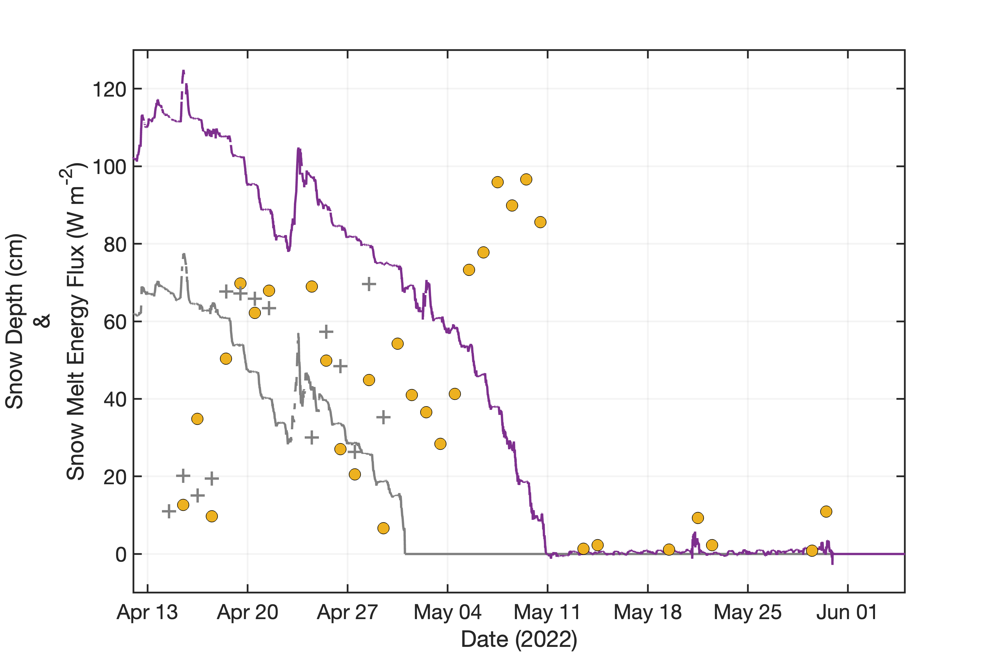 Snow Depth (cm)
&
Snow Melt Energy Flux (W m-2)
120
100
80
60
40
20
0
Apr 13
Apr 20
Apr 27
May 04
May 11
May 18
May 25
Jun 01
Date (2022)